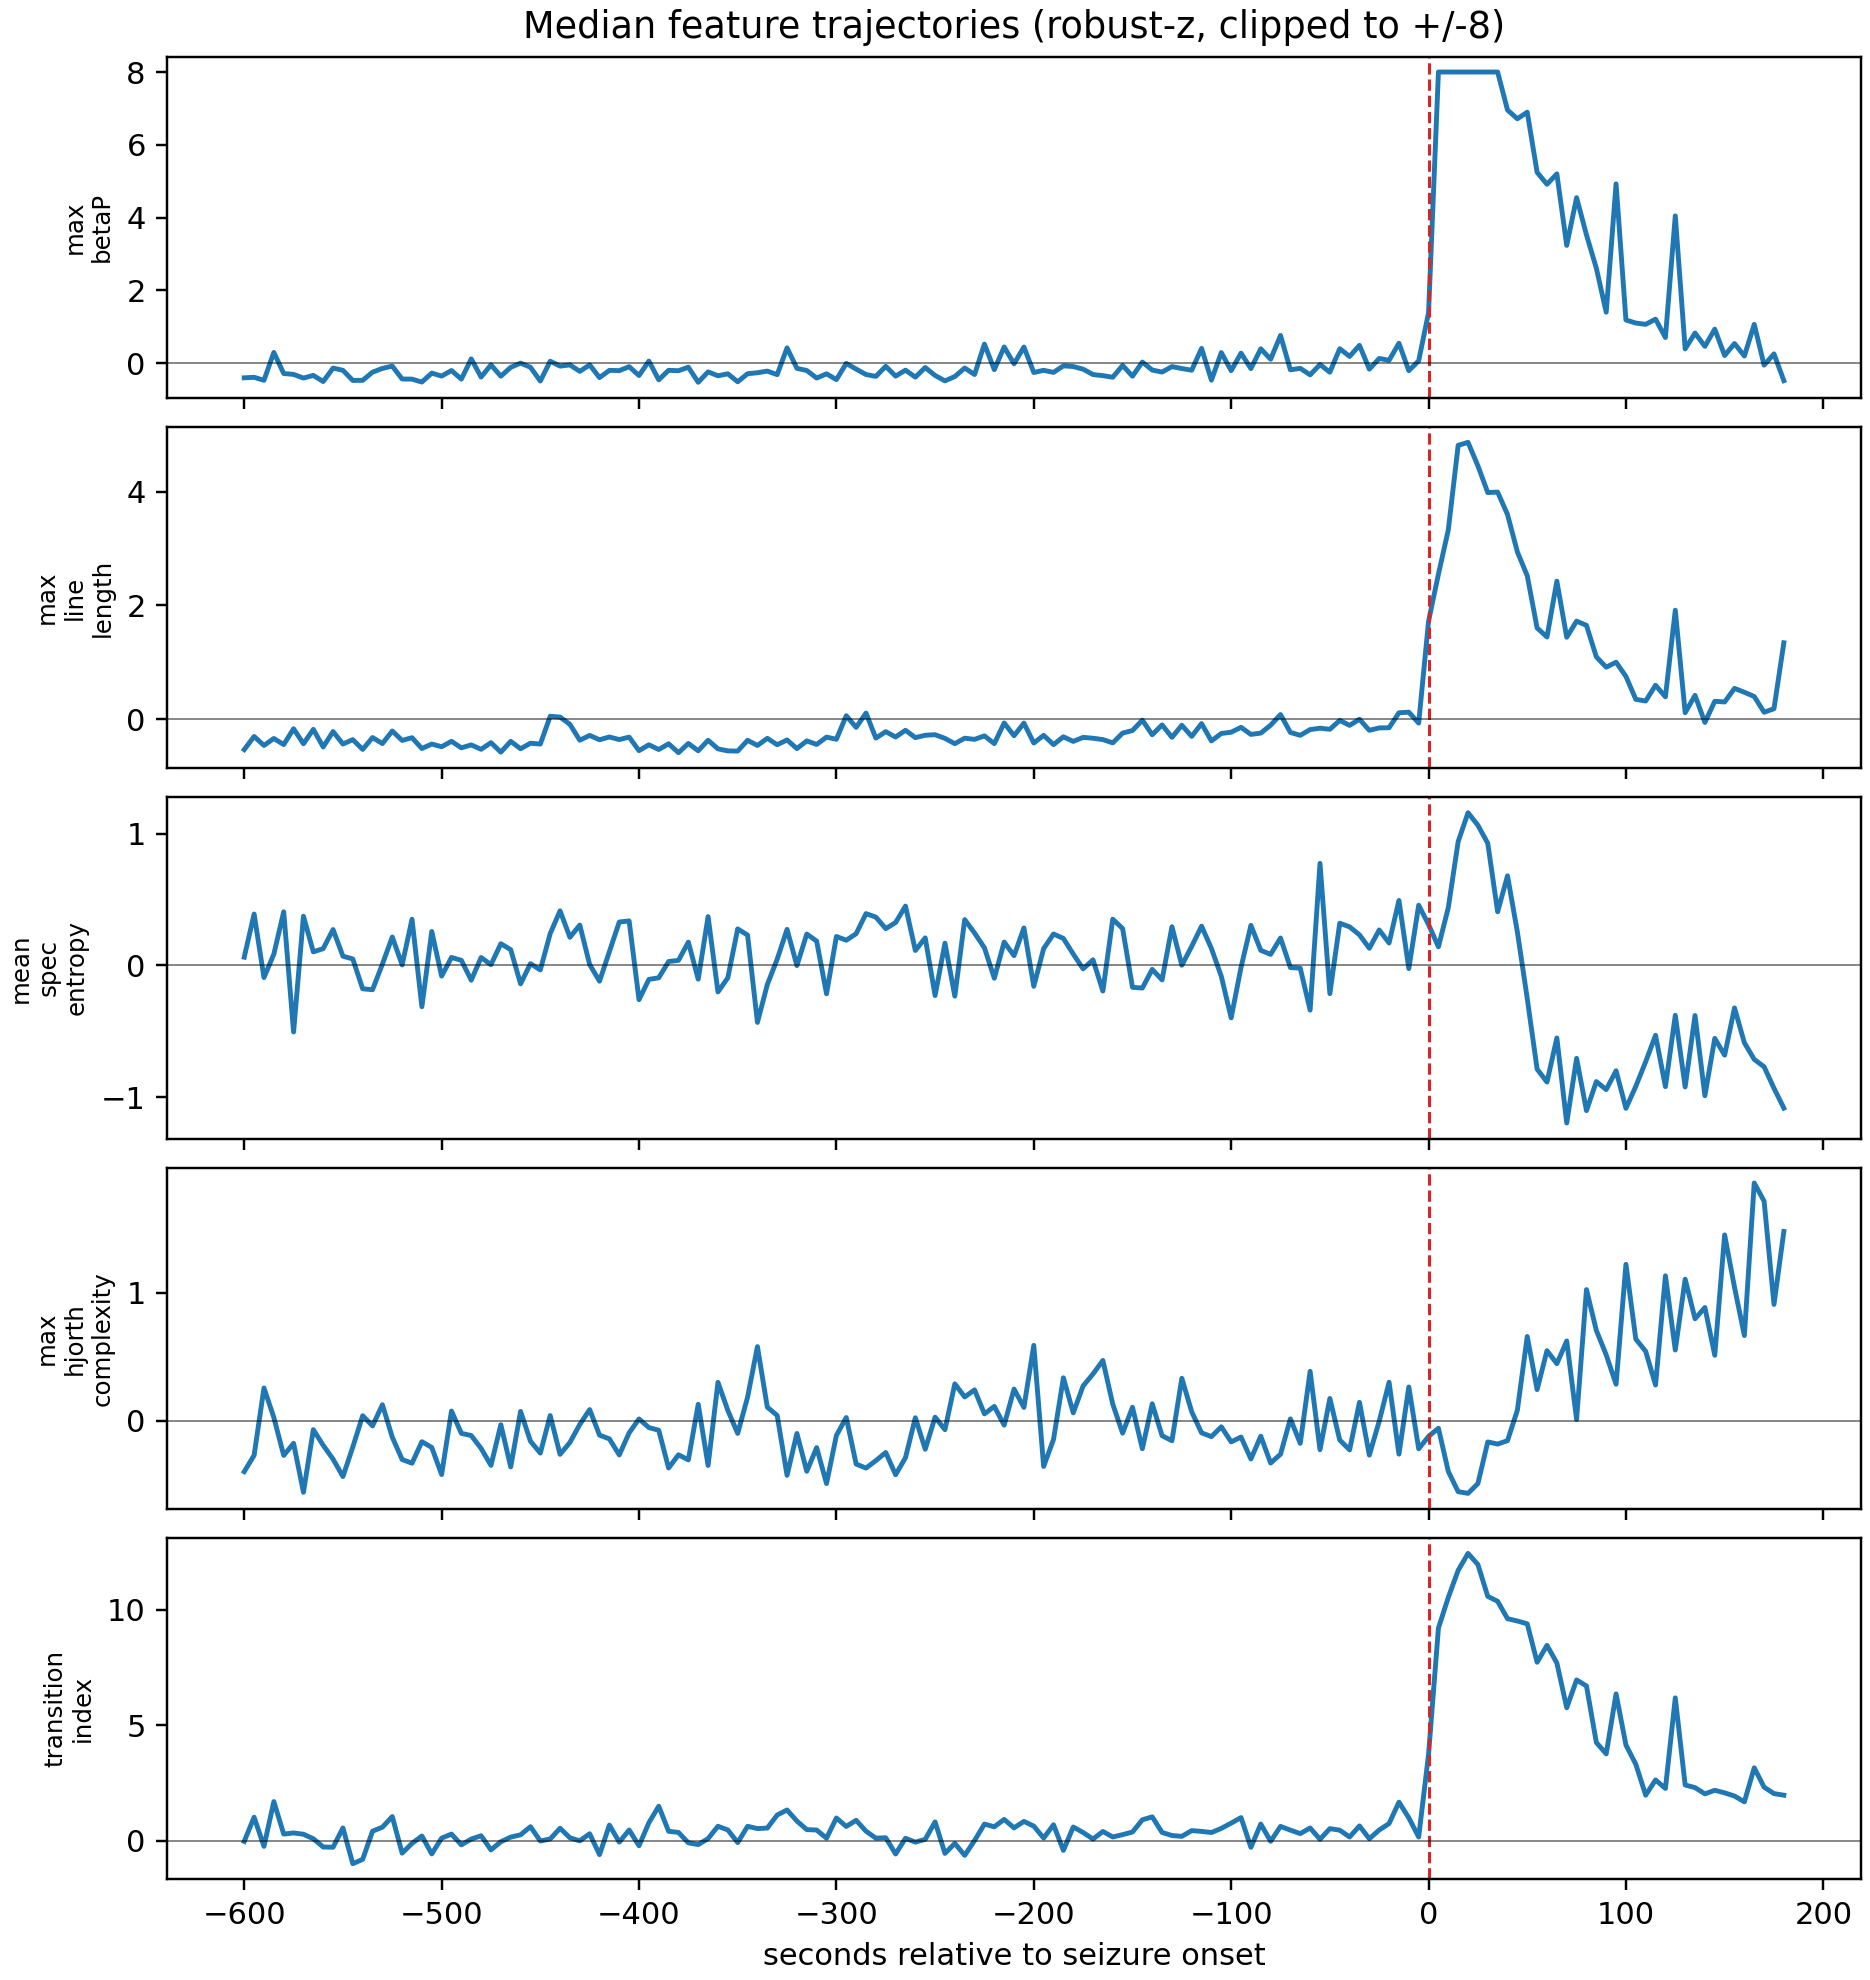 Median feature trajectories (robust-z, clipped to +/-8)
8
6
4
2
0
max
betaP
4
2
0
max
line
length
1
0
−1
mean
spec
entropy
1
0
max
hjorth
complexity
10
5
0
transition
index
−600 −500 −400 −300 −200 −100 0 100 200
seconds relative to seizure onset